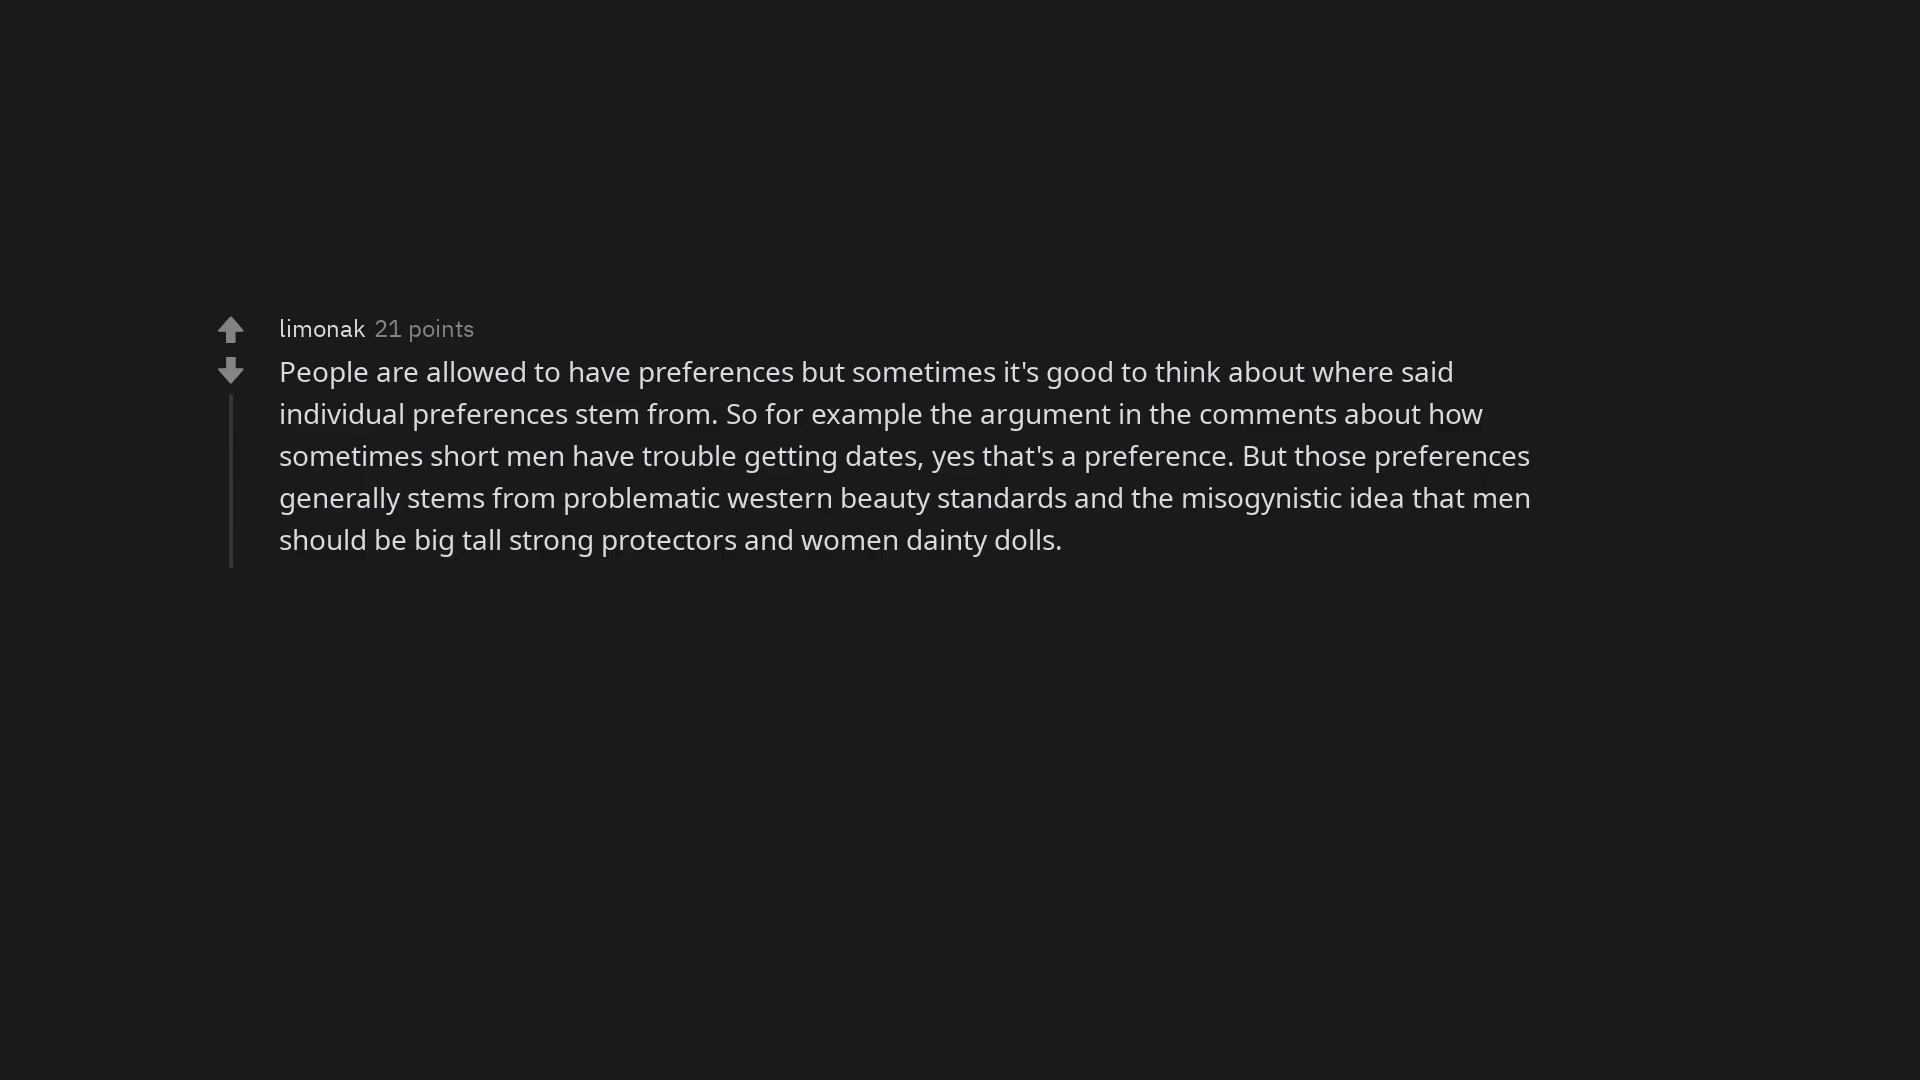 limonak 21 points
People are allowed to have preferences but sometimes it's good to think about where said
individual preferences stem from. So for example the argument in the comments about how
sometimes short men have trouble getting dates, yes that's a preference. But those preferences
generally stems from problematic western beauty standards and the misogynistic idea that men
should be big tall strong protectors and women dainty dolls.